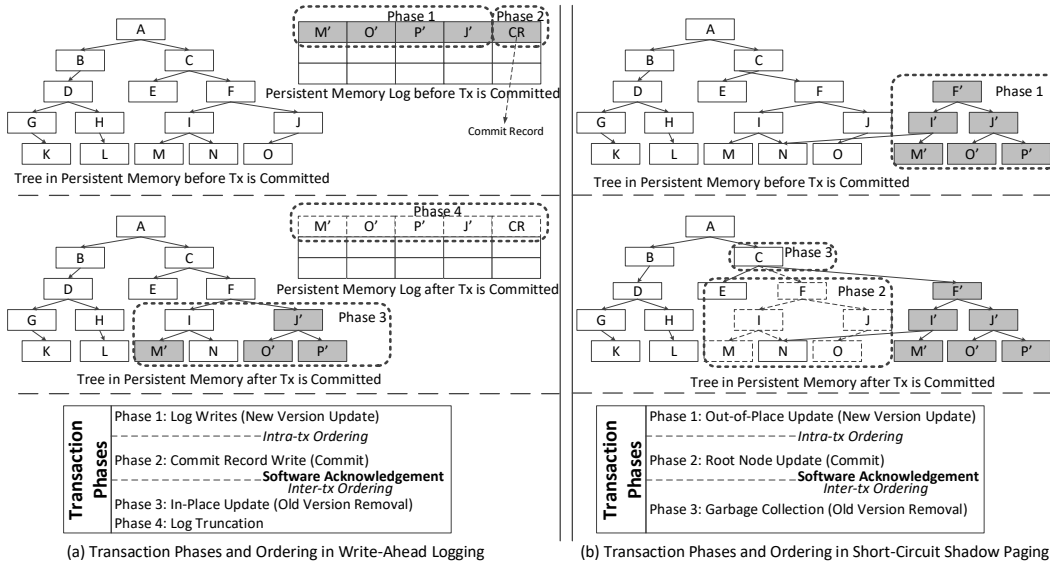 Phase 1 Phase 2
A
M' O' P' J' CR
B C
D E F
Persistent Memory Log before Tx is Committed
G H I J
Commit Record
K L M N O
Tree in Persistent Memory before Tx is Committed
Phase 4
A
M' O' P' J' CR
B C
D E F
Persistent Memory Log after Tx is Committed
G H I J' Phase 3
K L M' N O' P'
Tree in Persistent Memory after Tx is Committed
Transaction Phases
Phase 1: Log Writes (New Version Update)
Intra-tx Ordering
Phase 2: Commit Record Write (Commit)
Software Acknowledgement
Inter-tx Ordering
Phase 3: In-Place Update (Old Version Removal)
Phase 4: Log Truncation
(a) Transaction Phases and Ordering in Write-Ahead Logging
A
B C
Phase 1
D E F F'
G H I J I' J'
K L M N O M' O' P'
Tree in Persistent Memory before Tx is Committed
A
B C Phase 3
D E F Phase 2 F'
G H I J I' J'
K L M N O M' O' P'
Tree in Persistent Memory after Tx is Committed
Transaction Phases
Phase 1: Out-of-Place Update (New Version Update)
Intra-tx Ordering
Phase 2: Root Node Update (Commit)
Software Acknowledgement
Inter-tx Ordering
Phase 3: Garbage Collection (Old Version Removal)
(b) Transaction Phases and Ordering in Short-Circuit Shadow Paging